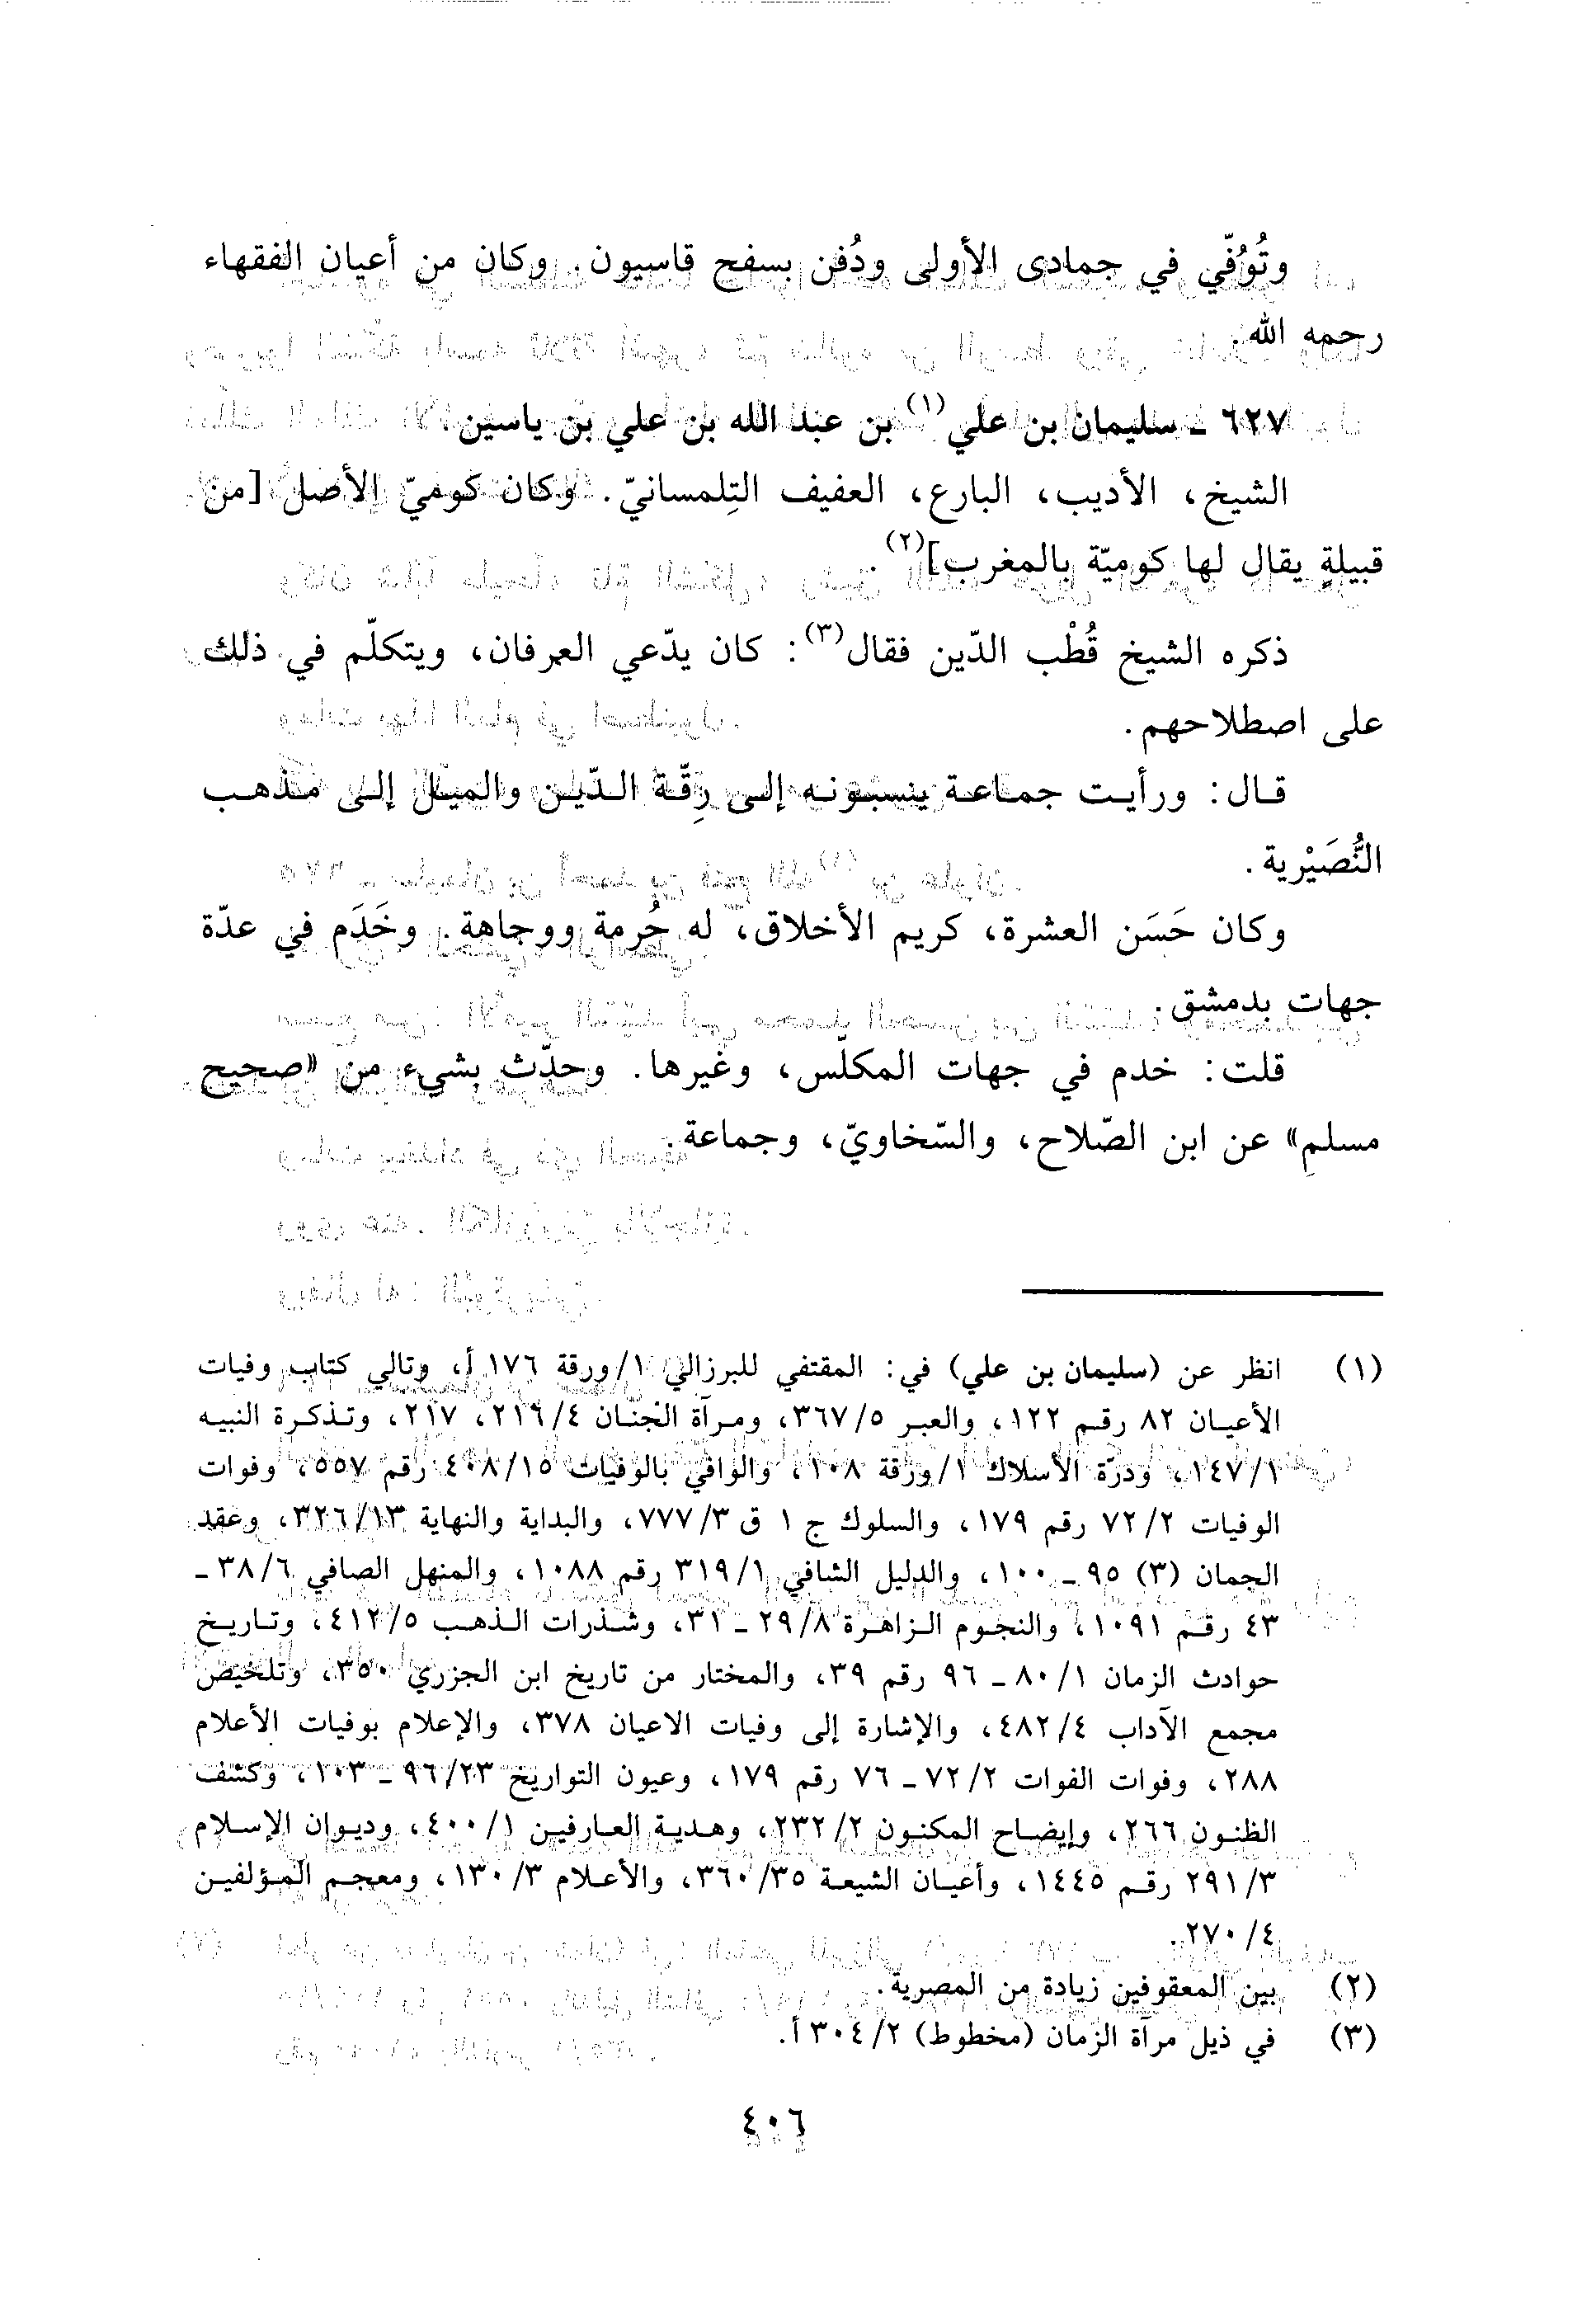 وتُوُفّي في جمادى الأولى ودُفن بسفح قاسيون. وكان من أعيان الفقهاء
رحمه الله.
٦٢٧ ـ سليمان بن علي(١) بن عبد الله بن علي بن ياسين.
الشيخ، الأديب، البارع، العفيف التِلمسانيّ. وكان كوميّ الأصل [من
قبيلةٍ يقال لها كوميّة بالمغرب](٢).
ذكره الشيخ قُطْب الدّين فقال(٣): كان يدّعي العرفان، ويتكلّم في ذلك
على اصطلاحهم.
قال: ورأيت جماعة ينسبونه إلى رِقّة الدّين والميل إلى مذهب
النُّصَيْرية.
وكان حَسَن العشرة، كريم الأخلاق، له حُرمة ووجاهة. وخَدَم في عدّة
جهات بدمشق.
قلت: خدم في جهات المكلّس، وغيرها. وحدّث بشيء من «صحيح
مسلمِ» عن ابن الصّلاح، والسّخاويّ، وجماعة.
(١) انظر عن (سليمان بن علي) في: المقتفي للبرزالي ١/ورقة ١٧٦ أ، وتالي كتاب وفيات
الأعيان ٨٢ رقم ١٢٢، والعبر ٣٦٧/٥، ومرآة الجنان ٢١٦/٤، ٢١٧، وتذكرة النبيه
١٤٧/١، ودرّة الأسلاك ١/ورقة ١٠٨، والوافي بالوفيات ٤٠٨/١٥ رقم ٥٥٧، وفوات
الوفيات ٧٢/٢ رقم ١٧٩، والسلوك ج ١ ق ٧٧٧/٣، والبداية والنهاية ٣٢٦/١٣، وعقد
الجمان (٣) ٩٥ ـ ١٠٠، والدليل الشافي ٣١٩/١ رقم ١٠٨٨، والمنهل الصافي ٣٨/٦ ـ
٤٣ رقم ١٠٩١، والنجوم الزاهرة ٢٩/٨ ـ ٣١، وشذرات الذهب ٤١٢/٥، وتاريخ
حوادث الزمان ٨٠/١ ـ ٩٦ رقم ٣٩، والمختار من تاريخ ابن الجزري ٣٥٠، وتلخيص
مجمع الآداب ٤٨٢/٤، والإشارة إلى وفيات الاعيان ٣٧٨، والإعلام بوفيات الأعلام
٢٨٨، وفوات الفوات ٧٢/٢ ـ ٧٦ رقم ١٧٩، وعيون التواريخ ٩٦/٢٣ ـ ١٠٣، وكشف
الظنون ٢٦٦، وإيضاح المكنون ٢٣٢/٢، وهدية العارفين ٤٠٠/١، وديوان الإسلام
٢٩١/٣ رقم ١٤٤٥، وأعيان الشيعة ٣٦٠/٣٥، والأعلام ١٣٠/٣، ومعجم المؤلفين
٢٧٠/٤.
(٢) بين المعقوفين زيادة من المصرية.
(٣) في ذيل مرآة الزمان (مخطوط) ٣٠٤/٢ أ.
٤٠٦